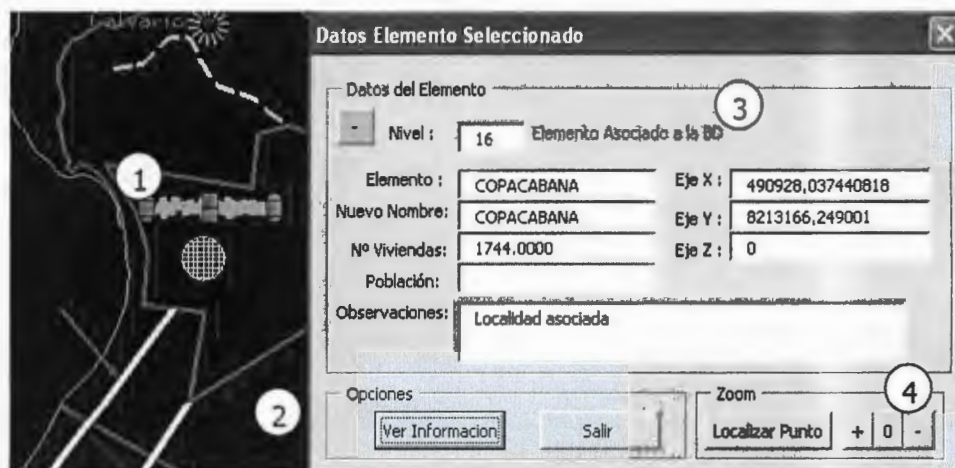 Calvario
Datos Elemento Seleccionado
Datos del Elemento
3
- Nivel : 16 Elemento Asociado a la BD
1
Elemento : COPACABANA Eje X : 490928,037440818
Nuevo Nombre: COPACABANA Eje Y : 8213166,249001
Nº Viviendas: 1744.0000 Eje Z : 0
Población:
Observaciones: Localidad asociada
2
Opciones
Ver Informacion Salir
Zoom
4
Localizar Punto + 0 -